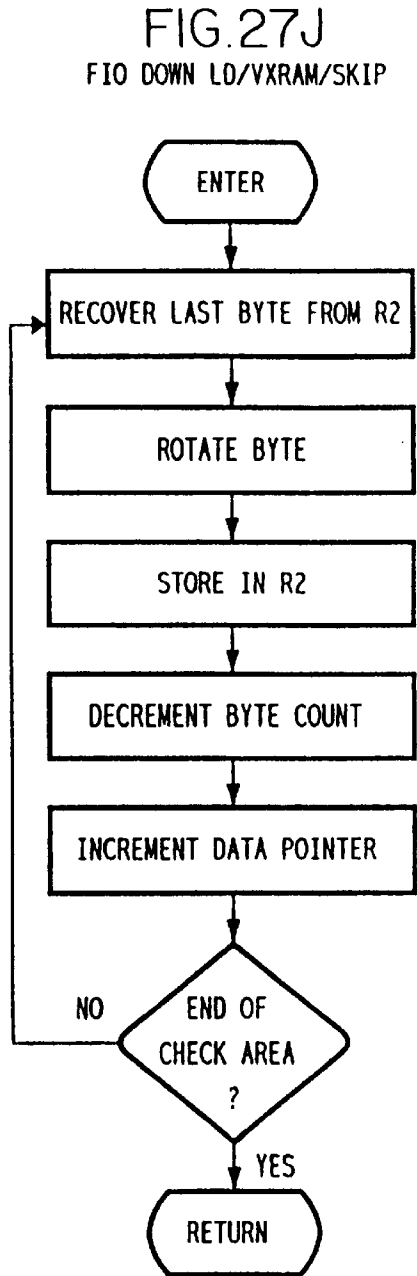 FIG.27J
FIO DOWN LD/VXRAM/SKIP
ENTER
RECOVER LAST BYTE FROM R2
ROTATE BYTE
STORE IN R2
DECREMENT BYTE COUNT
INCREMENT DATA POINTER
NO
END OF
CHECK AREA
?
YES
RETURN